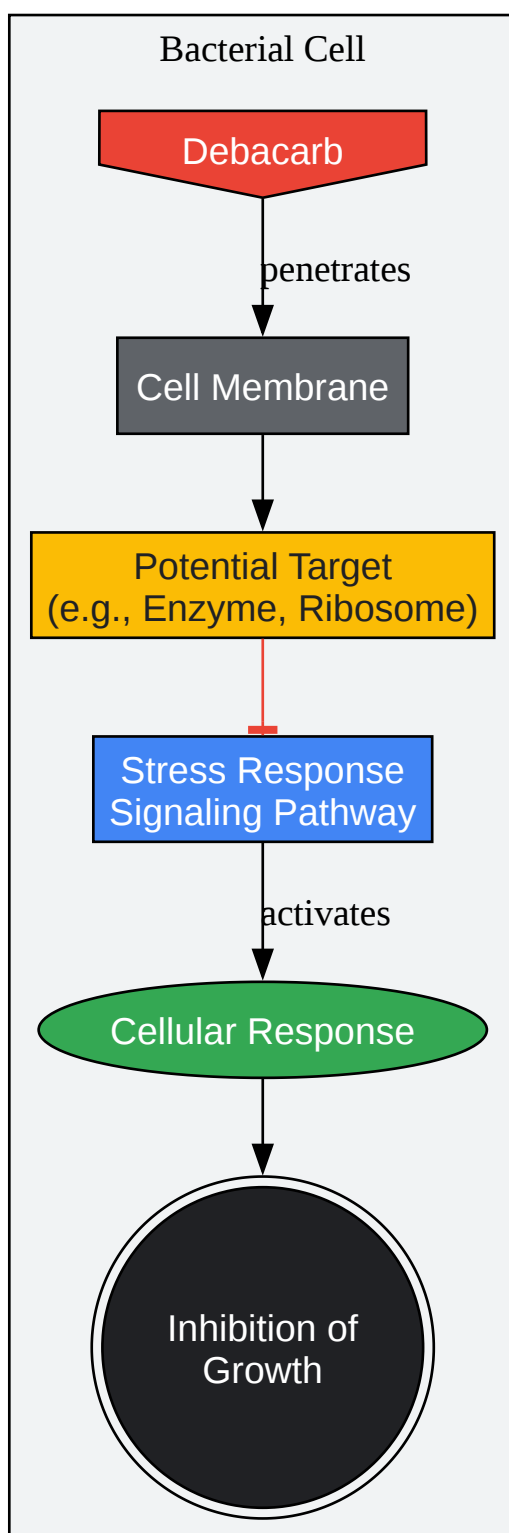 Bacterial Cell
Debacarb
penetrates
Cell Membrane
Potential Target
(e.g., Enzyme, Ribosome)
Stress Response
Signaling Pathway
activates
Cellular Response
Inhibition of
Growth